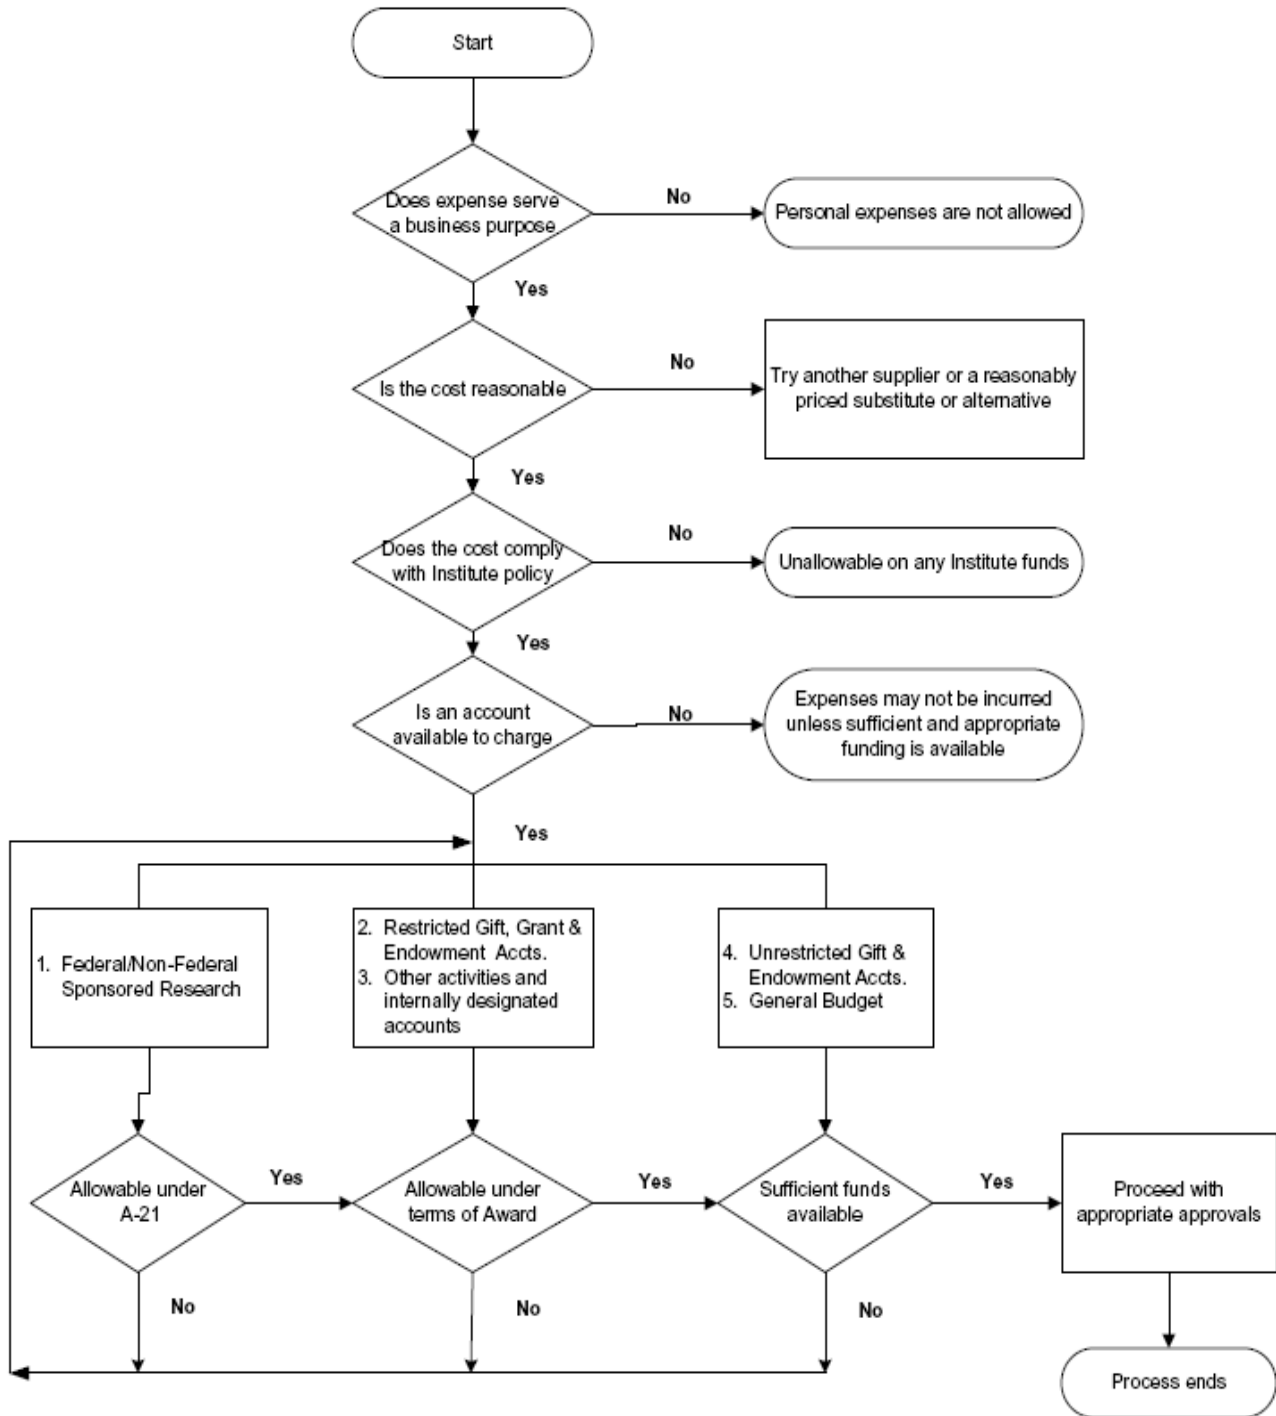 Start
Does expense serve
a business purpose
No
Personal expenses are not allowed
Yes
Is the cost reasonable
No
Try another supplier or a reasonably
priced substitute or alternative
Yes
Does the cost comply
with Institute policy
No
Unallowable on any Institute funds
Yes
Is an account
available to charge
No
Expenses may not be incurred
unless sufficient and appropriate
funding is available
Yes
1. Federal/Non-Federal
Sponsored Research
2. Restricted Gift, Grant &
Endowment Accts.
3. Other activities and
internally designated
accounts
4. Unrestricted Gift &
Endowment Accts.
5. General Budget
Allowable under
A-21
Yes
Allowable under
terms of Award
Yes
Sufficient funds
available
Yes
Proceed with
appropriate approvals
No
No
No
Process ends